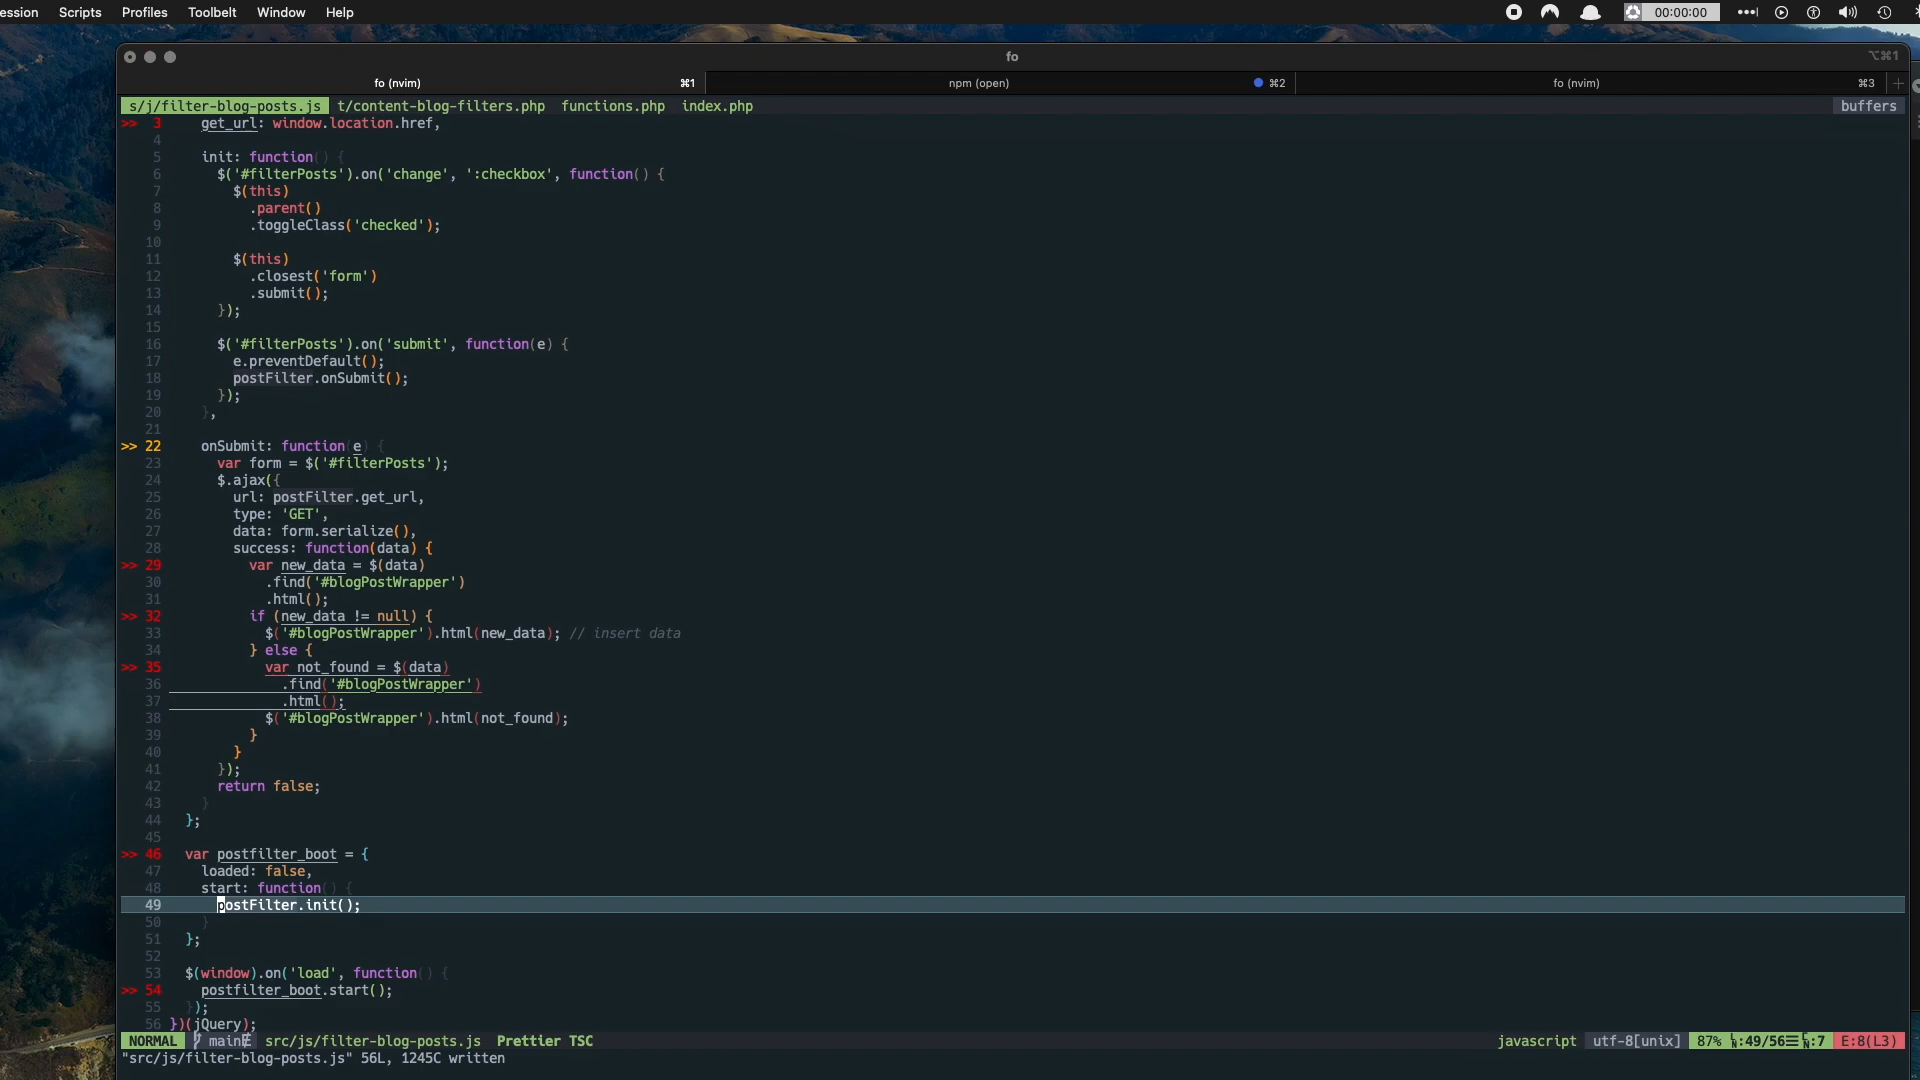 ession Scripts Profiles Toolbelt Window Help 00:00:00
fo ⌥⌘1
fo (nvim) ⌘1 npm (open) ⌘2 fo (nvim) ⌘3
s/j/filter-blog-posts.js t/content-blog-filters.php functions.php index.php buffers
>> 3 get_url: window.location.href,
4
5 init: function() {
6 $('#filterPosts').on('change', ':checkbox', function() {
7 $(this)
8 .parent()
9 .toggleClass('checked');
10
11 $(this)
12 .closest('form')
13 .submit();
14 });
15
16 $('#filterPosts').on('submit', function(e) {
17 e.preventDefault();
18 postFilter.onSubmit();
19 });
20 },
21
>> 22 onSubmit: function(e) {
23 var form = $('#filterPosts');
24 $.ajax({
25 url: postFilter.get_url,
26 type: 'GET',
27 data: form.serialize(),
28 success: function(data) {
>> 29 var new_data = $(data)
30 .find('#blogPostWrapper')
31 .html();
>> 32 if (new_data != null) {
33 $('#blogPostWrapper').html(new_data); // insert data
34 } else {
>> 35 var not_found = $(data)
36 .find('#blogPostWrapper')
37 .html();
38 $('#blogPostWrapper').html(not_found);
39 }
40 }
41 });
42 return false;
43 }
44 };
45
>> 46 var postfilter_boot = {
47 loaded: false,
48 start: function() {
49 postFilter.init();
50 }
51 };
52
53 $(window).on('load', function() {
>> 54 postfilter_boot.start();
55 });
56 })(jQuery);
NORMAL main src/js/filter-blog-posts.js Prettier TSC javascript utf-8[unix] 87% :49/56 :7 E:8(L3)
"src/js/filter-blog-posts.js" 56L, 1245C written